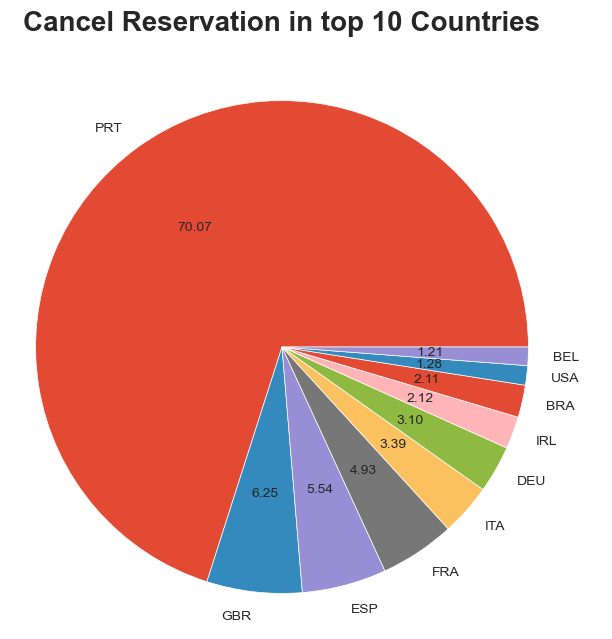 Cancel Reservation in top 10 Countries
PRT
70.07
1.21
BEL
1.28
USA
2.11
BRA
2.12
IRL
3.10
DEU
3.39
ITA
4.93
FRA
5.54
ESP
6.25
GBR